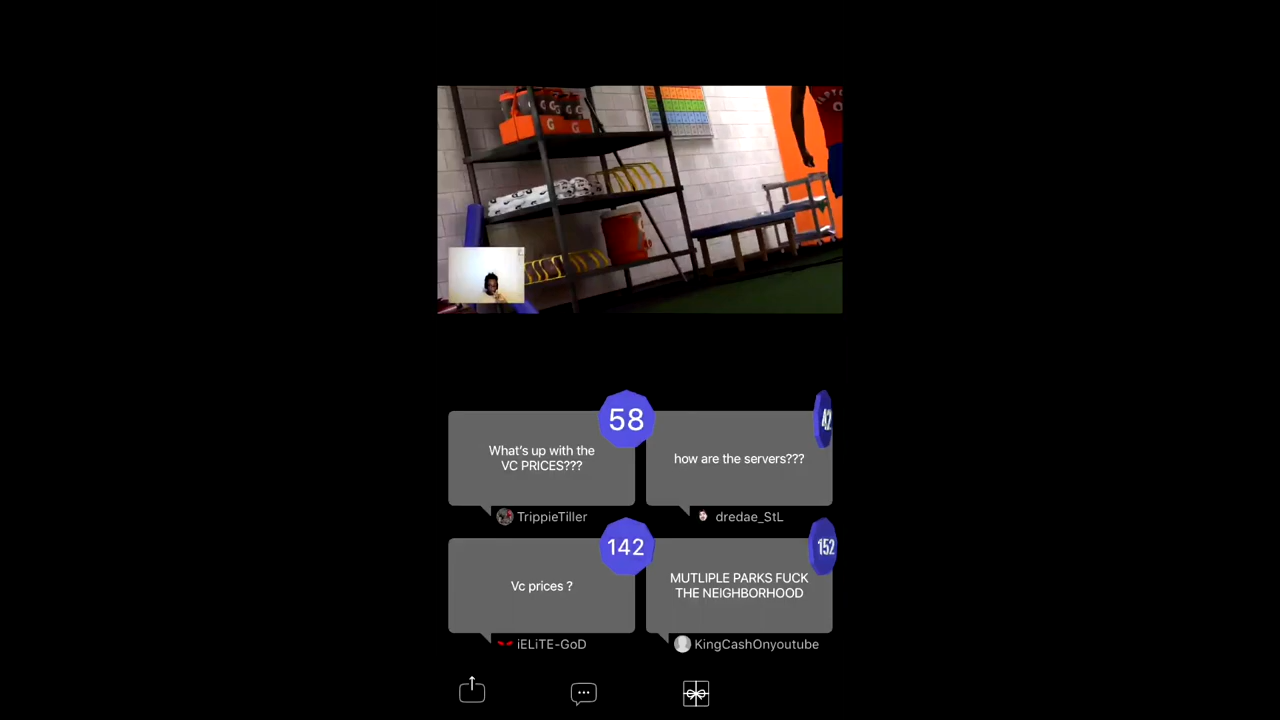 G G G
G G
58
What's up with the
VC PRICES???
TrippieTiller
42
how are the servers???
dredae_StL
142
Vc prices ?
iELiTE-GoD
152
MUTLIPLE PARKS FUCK
THE NEIGHBORHOOD
KingCashOnyoutube